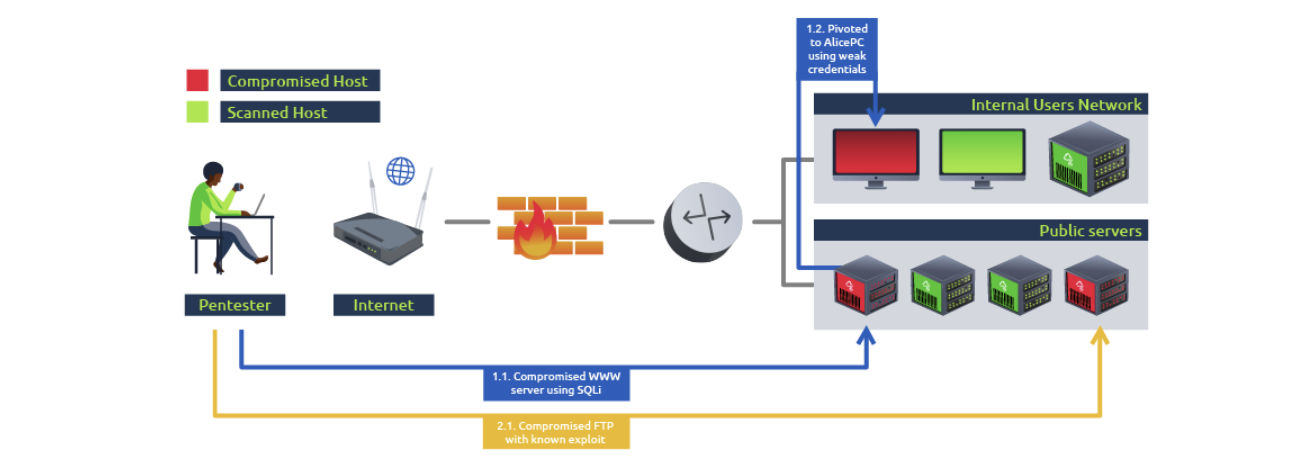 1.2. Pivoted
to AlicePC
using weak
credentials
Compromised Host
Scanned Host
Internal Users Network
Public servers
Pentester
Internet
1.1. Compromised WWW
server using SQLi
2.1. Compromised FTP
with known exploit